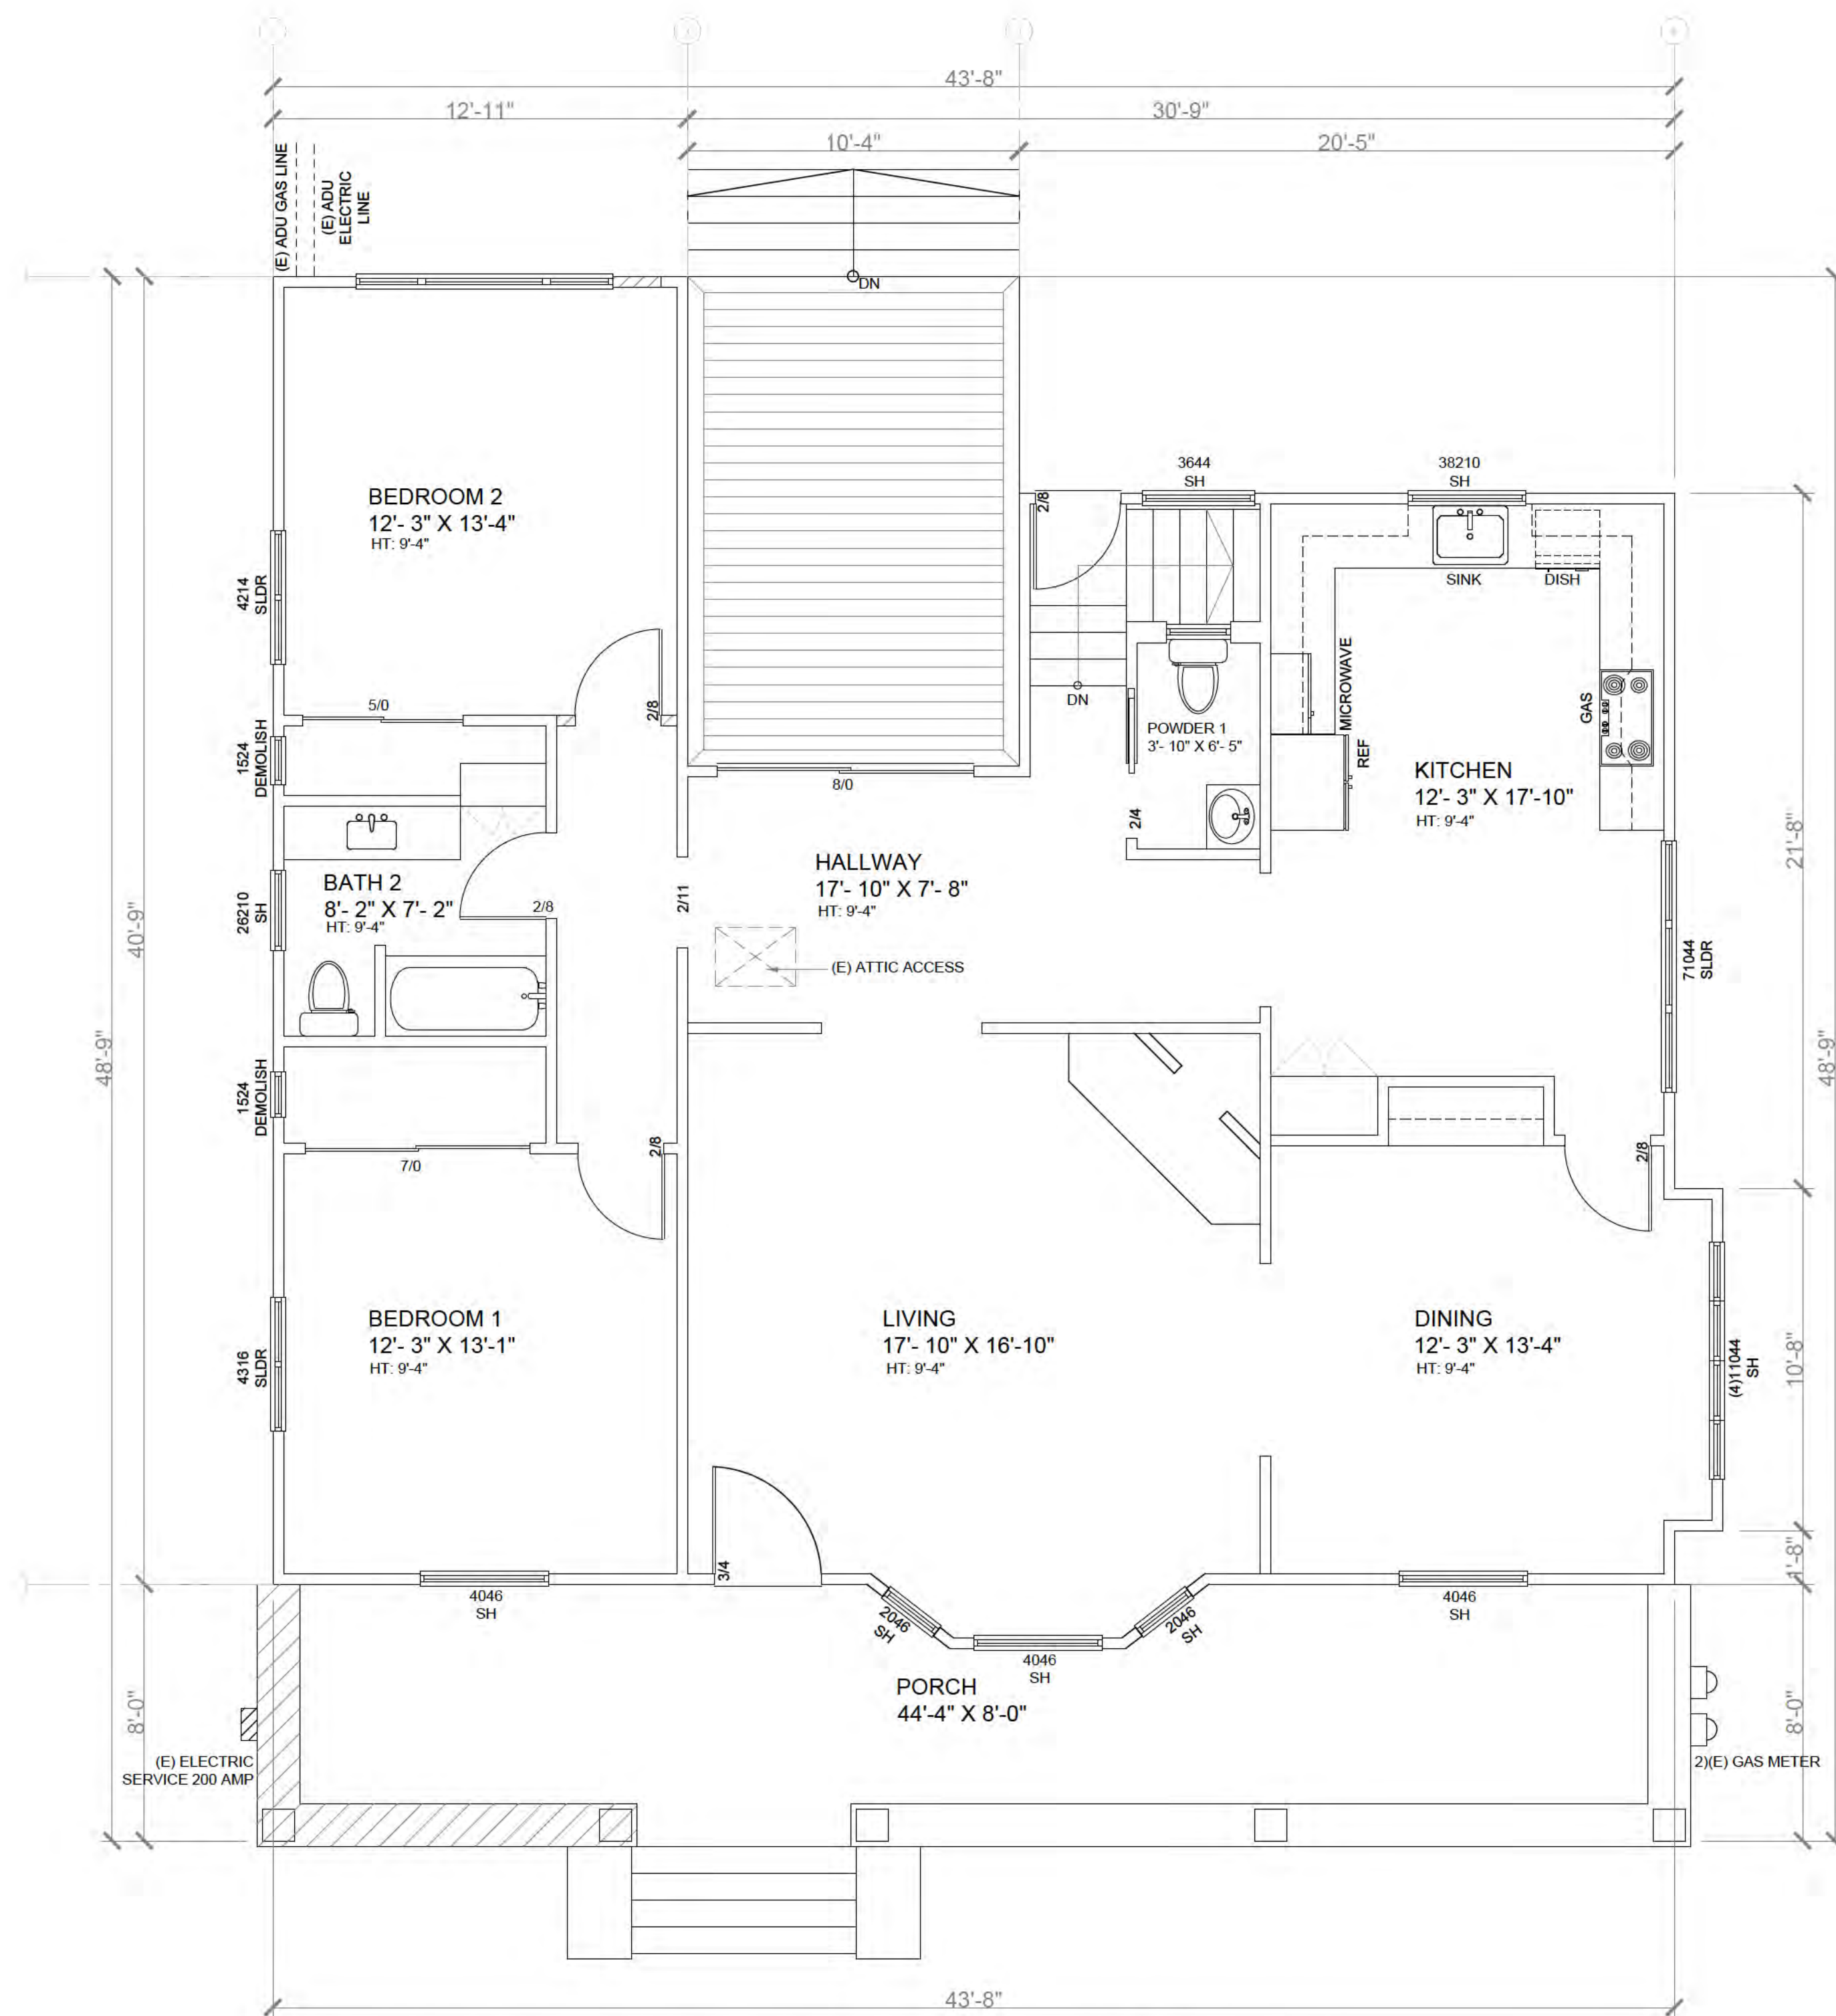 43'-8"
12'-11"
30'-9"
10'-4"
20'-5"
(E) ADU GAS LINE
(E) ADU
ELECTRIC
LINE
DN
3644
SH
38210
SH
2/8
BEDROOM 2
12'- 3" X 13'-4"
HT: 9'-4"
4214
SLDR
SINK
DISH
MICROWAVE
GAS
DN
5/0
2/8
POWDER 1
3'- 10" X 6'- 5"
REF
1524
DEMOLISH
8/0
KITCHEN
12'- 3" X 17'-10"
HT: 9'-4"
2/4
21'-8"
HALLWAY
17'- 10" X 7'- 8"
HT: 9'-4"
BATH 2
8'- 2" X 7'- 2"
HT: 9'-4"
26210
SH
2/8
2/11
40'-9"
(E) ATTIC ACCESS
71044
SLDR
48'-9"
48'-9"
1524
DEMOLISH
2/8
7/0
2/8
BEDROOM 1
12'- 3" X 13'-1"
HT: 9'-4"
4316
SLDR
LIVING
17'- 10" X 16'-10"
HT: 9'-4"
DINING
12'- 3" X 13'-4"
HT: 9'-4"
(4)11044
SH
10'-8"
1'-8"
3/4
4046
SH
2046
SH
4046
SH
2046
SH
4046
SH
PORCH
44'-4" X 8'-0"
8'-0"
8'-0"
(E) ELECTRIC
SERVICE 200 AMP
2)(E) GAS METER
43'-8"